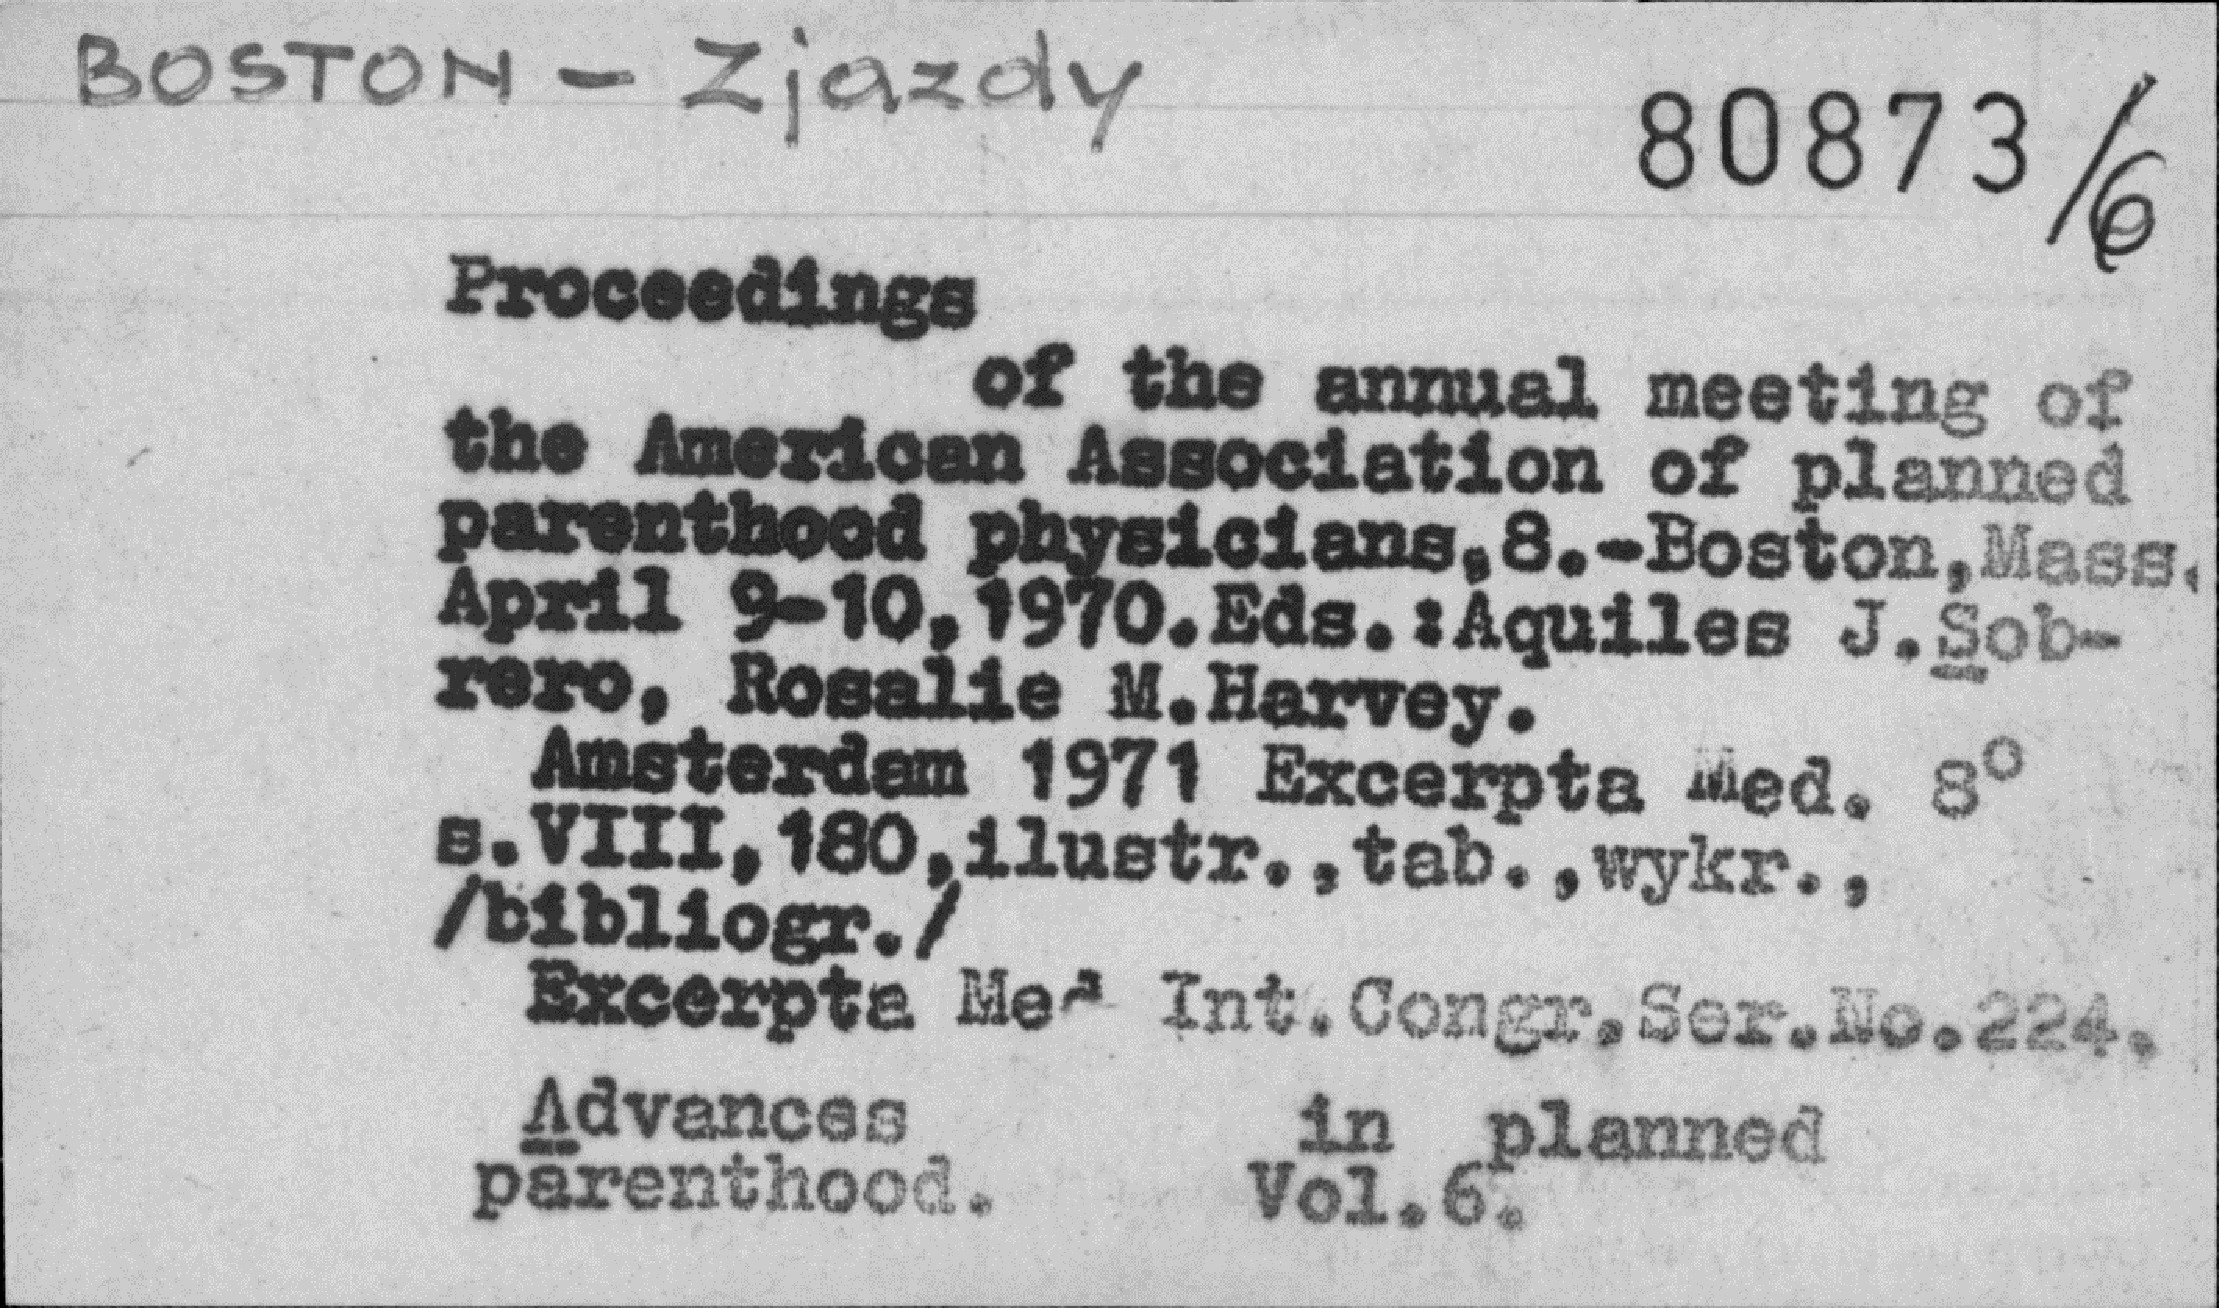 BOSTON - Zjazdy
80873/6
Proceedings
of the annual meeting of
the American Association of planned
parenthood physicians,8.-Boston,Mass.
April 9-10,1970.Eds.:Aquiles J.Sob-
rero, Rosalie M.Harvey.
Amsterdam 1971 Excerpta Med. 8°
s.VIII,180,ilustr.,tab.,wykr.,
/bibliogr./
Excerpta Med Int.Congr.Ser.No.224.
Advances in planned
parenthood. Vol.6.